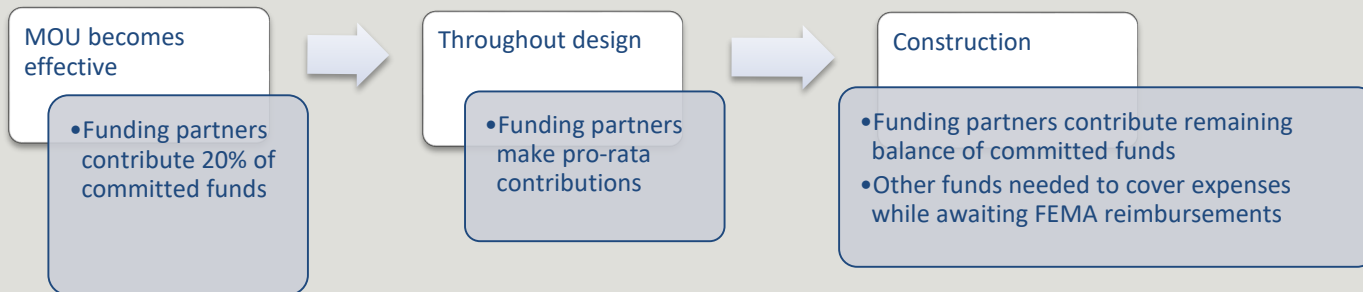 MOU becomes
effective
•Funding partners
contribute 20% of
committed funds
Throughout design
•Funding partners
make pro-rata
contributions
Construction
•Funding partners contribute remaining
balance of committed funds
•Other funds needed to cover expenses
while awaiting FEMA reimbursements